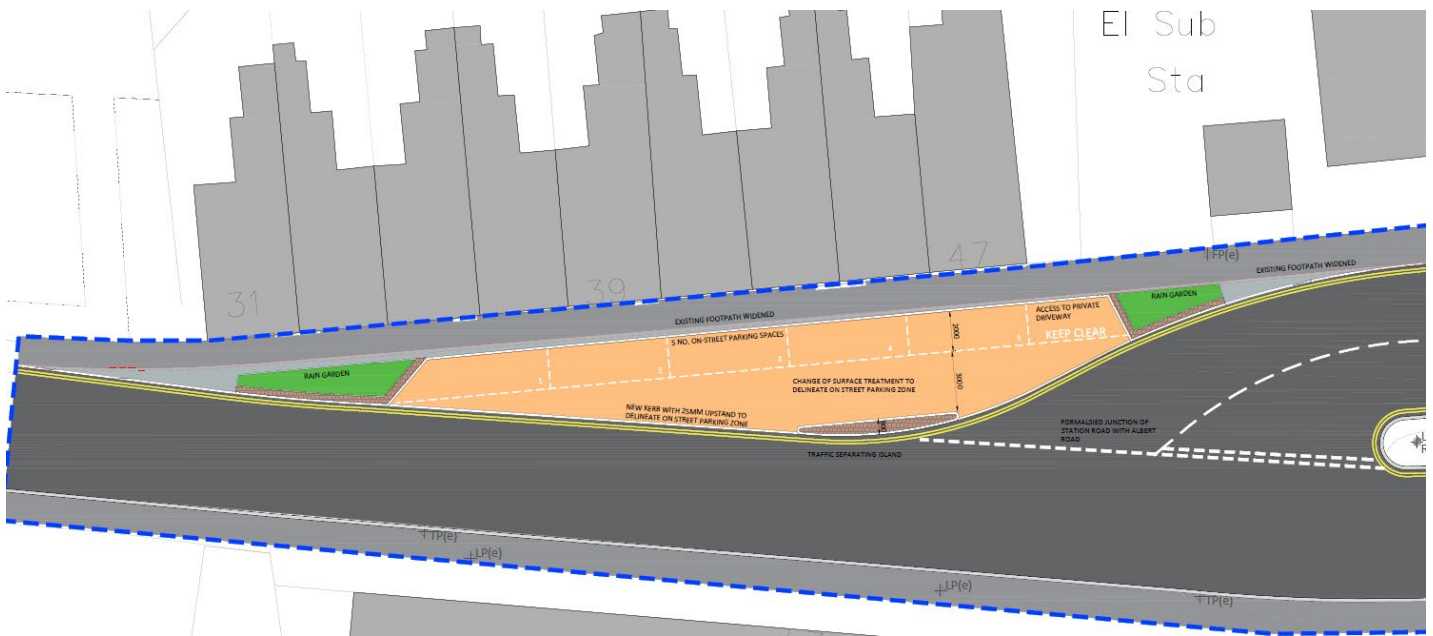 El Sub
Sta
31
39
47
FP(e)
EXISTING FOOTPATH WIDENED
RAIN GARDEN
ACCESS TO PRIVATE
DRIVEWAY
KEEP CLEAR
EXISTING FOOTPATH WIDENED
5 NO. ON-STREET PARKING SPACES
1
2
3
4
5
2000
3000
RAIN GARDEN
CHANGE OF SURFACE TREATMENT TO
DELINEATE ON STREET PARKING ZONE
NEW KERB WITH 25MM UPSTAND TO
DELINEATE ON STREET PARKING ZONE
TRAFFIC SEPARATING ISLAND
FORMALSIED JUNCTION OF
STATION ROAD WITH ALBERT
ROAD
L
R
TP(e)
LP(e)
LP(e)
TP(e)